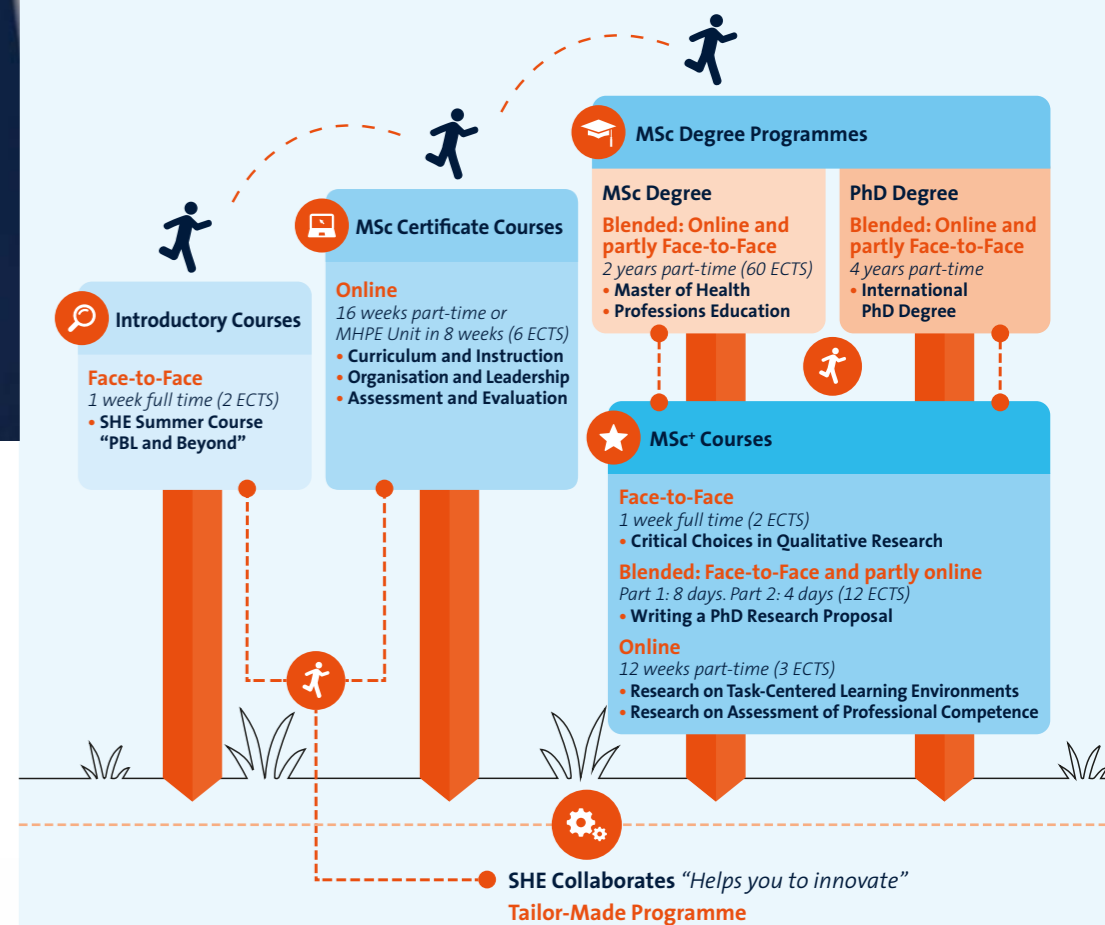 Introductory Courses
Face-to-Face
1 week full time (2 ECTS)
• SHE Summer Course
“PBL and Beyond”
MSc Certificate Courses
Online
16 weeks part-time or
MHPE Unit in 8 weeks (6 ECTS)
• Curriculum and Instruction
• Organisation and Leadership
• Assessment and Evaluation
MSc Degree Programmes
MSc Degree
Blended: Online and
partly Face-to-Face
2 years part-time (60 ECTS)
• Master of Health
• Professions Education
PhD Degree
Blended: Online and
partly Face-to-Face
4 years part-time
• International
PhD Degree
MSc⁺ Courses
Face-to-Face
1 week full time (2 ECTS)
• Critical Choices in Qualitative Research
Blended: Face-to-Face and partly online
Part 1: 8 days. Part 2: 4 days (12 ECTS)
• Writing a PhD Research Proposal
Online
12 weeks part-time (3 ECTS)
• Research on Task-Centered Learning Environments
• Research on Assessment of Professional Competence
SHE Collaborates “Helps you to innovate”
Tailor-Made Programme